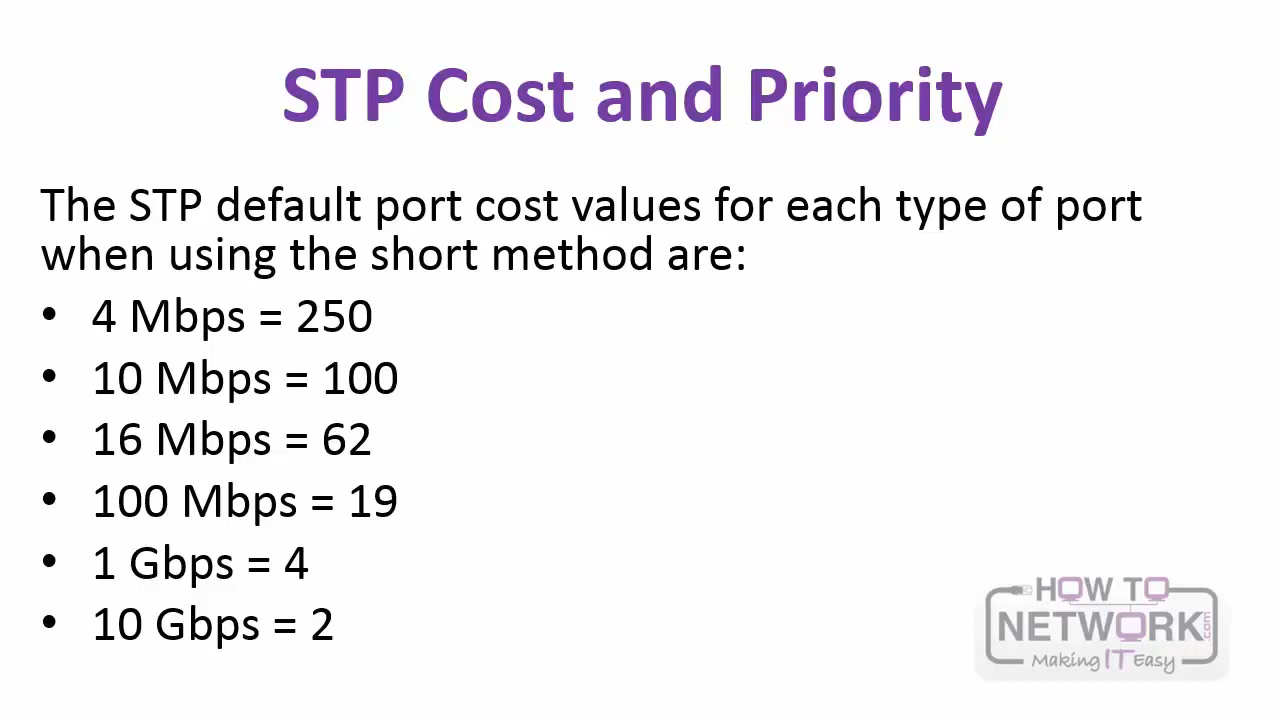 STP Cost and Priority
The STP default port cost values for each type of port
when using the short method are:
• 4 Mbps = 250
• 10 Mbps = 100
• 16 Mbps = 62
• 100 Mbps = 19
• 1 Gbps = 4
• 10 Gbps = 2
HOW TO
NETWORK.com
Making IT Easy